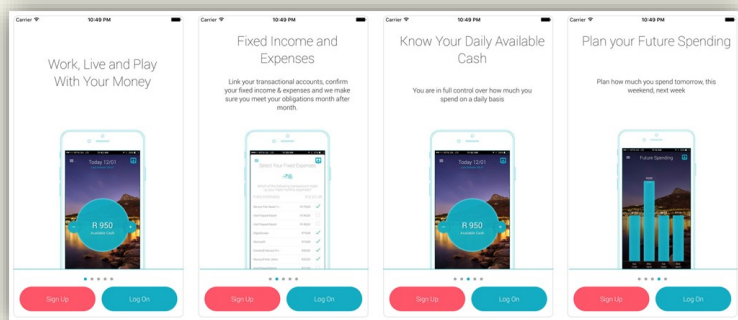 Carrier 10:49 PM
Work, Live and Play
With Your Money
Today 12/01
R 950
Available Cash
Sign Up Log On
Carrier 10:49 PM
Fixed Income and
Expenses
Link your transactional accounts, confirm
your fixed income & expenses and we make
sure you meet your obligations month after
month.
Select Your Fixed Expenses
Sign Up Log On
Carrier 10:49 PM
Know Your Daily Available
Cash
You are in full control over how much you
spend on a daily basis
Today 12/01
R 950
Available Cash
Sign Up Log On
Carrier 10:49 PM
Plan your Future Spending
Plan how much you spend tomorrow, this
weekend, next week
Future Spending
Sign Up Log On